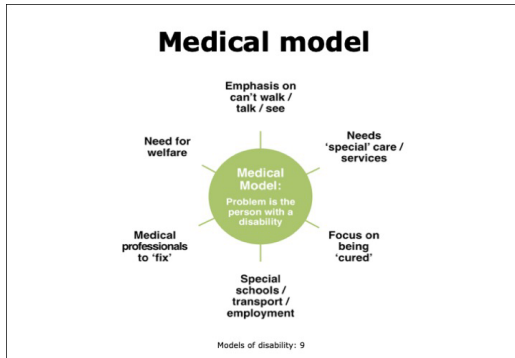 Medical model
Emphasis on
can't walk /
talk / see
Need for
welfare
Needs
'special' care /
services
Medical
Model:
Problem is the
person with a
disability
Medical
professionals
to 'fix'
Focus on
being
'cured'
Special
schools /
transport /
employment
Models of disability: 9